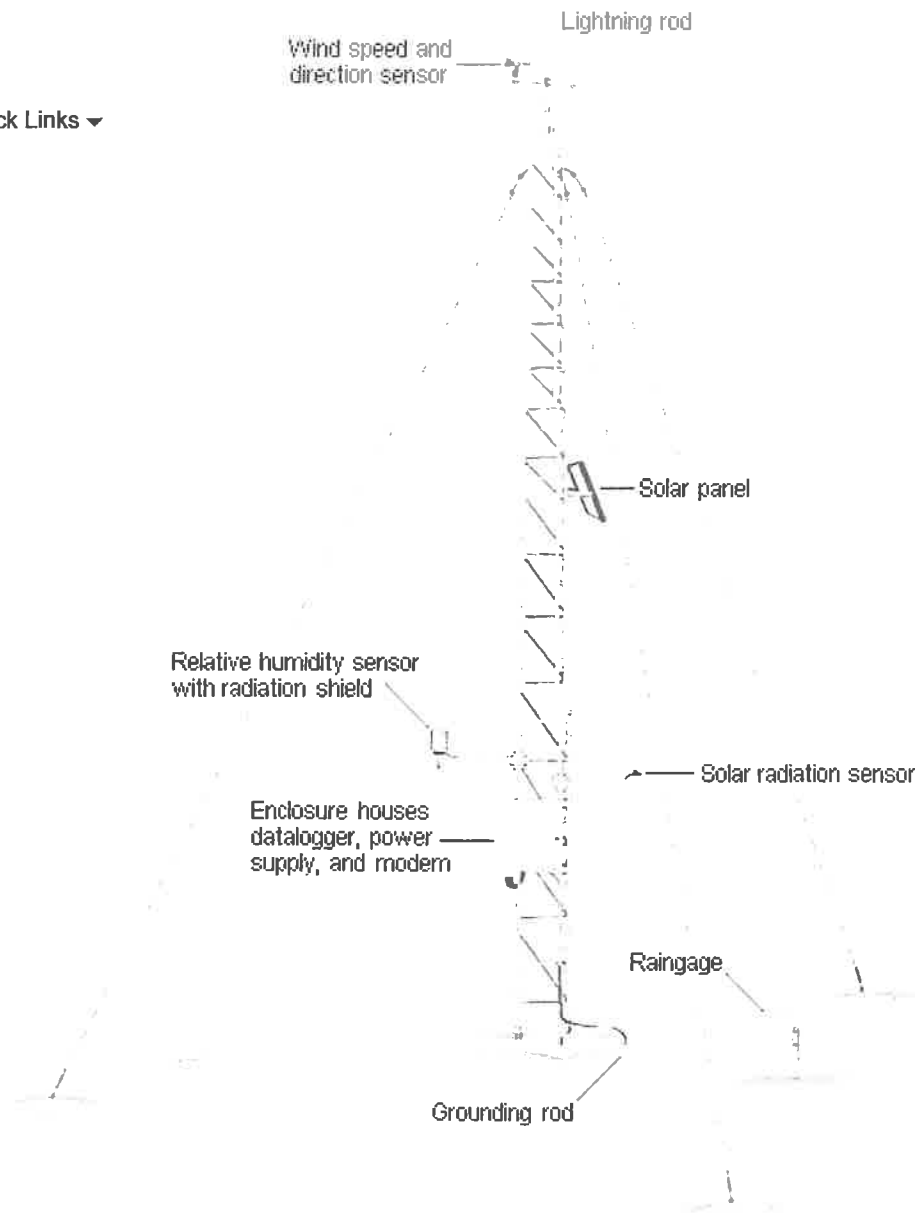 Lightning rod
Wind speed and
direction sensor
ck Links
Solar panel
Relative humidity sensor
with radiation shield
Solar radiation sensor
Enclosure houses
datalogger, power
supply, and modem
Raingage
Grounding rod